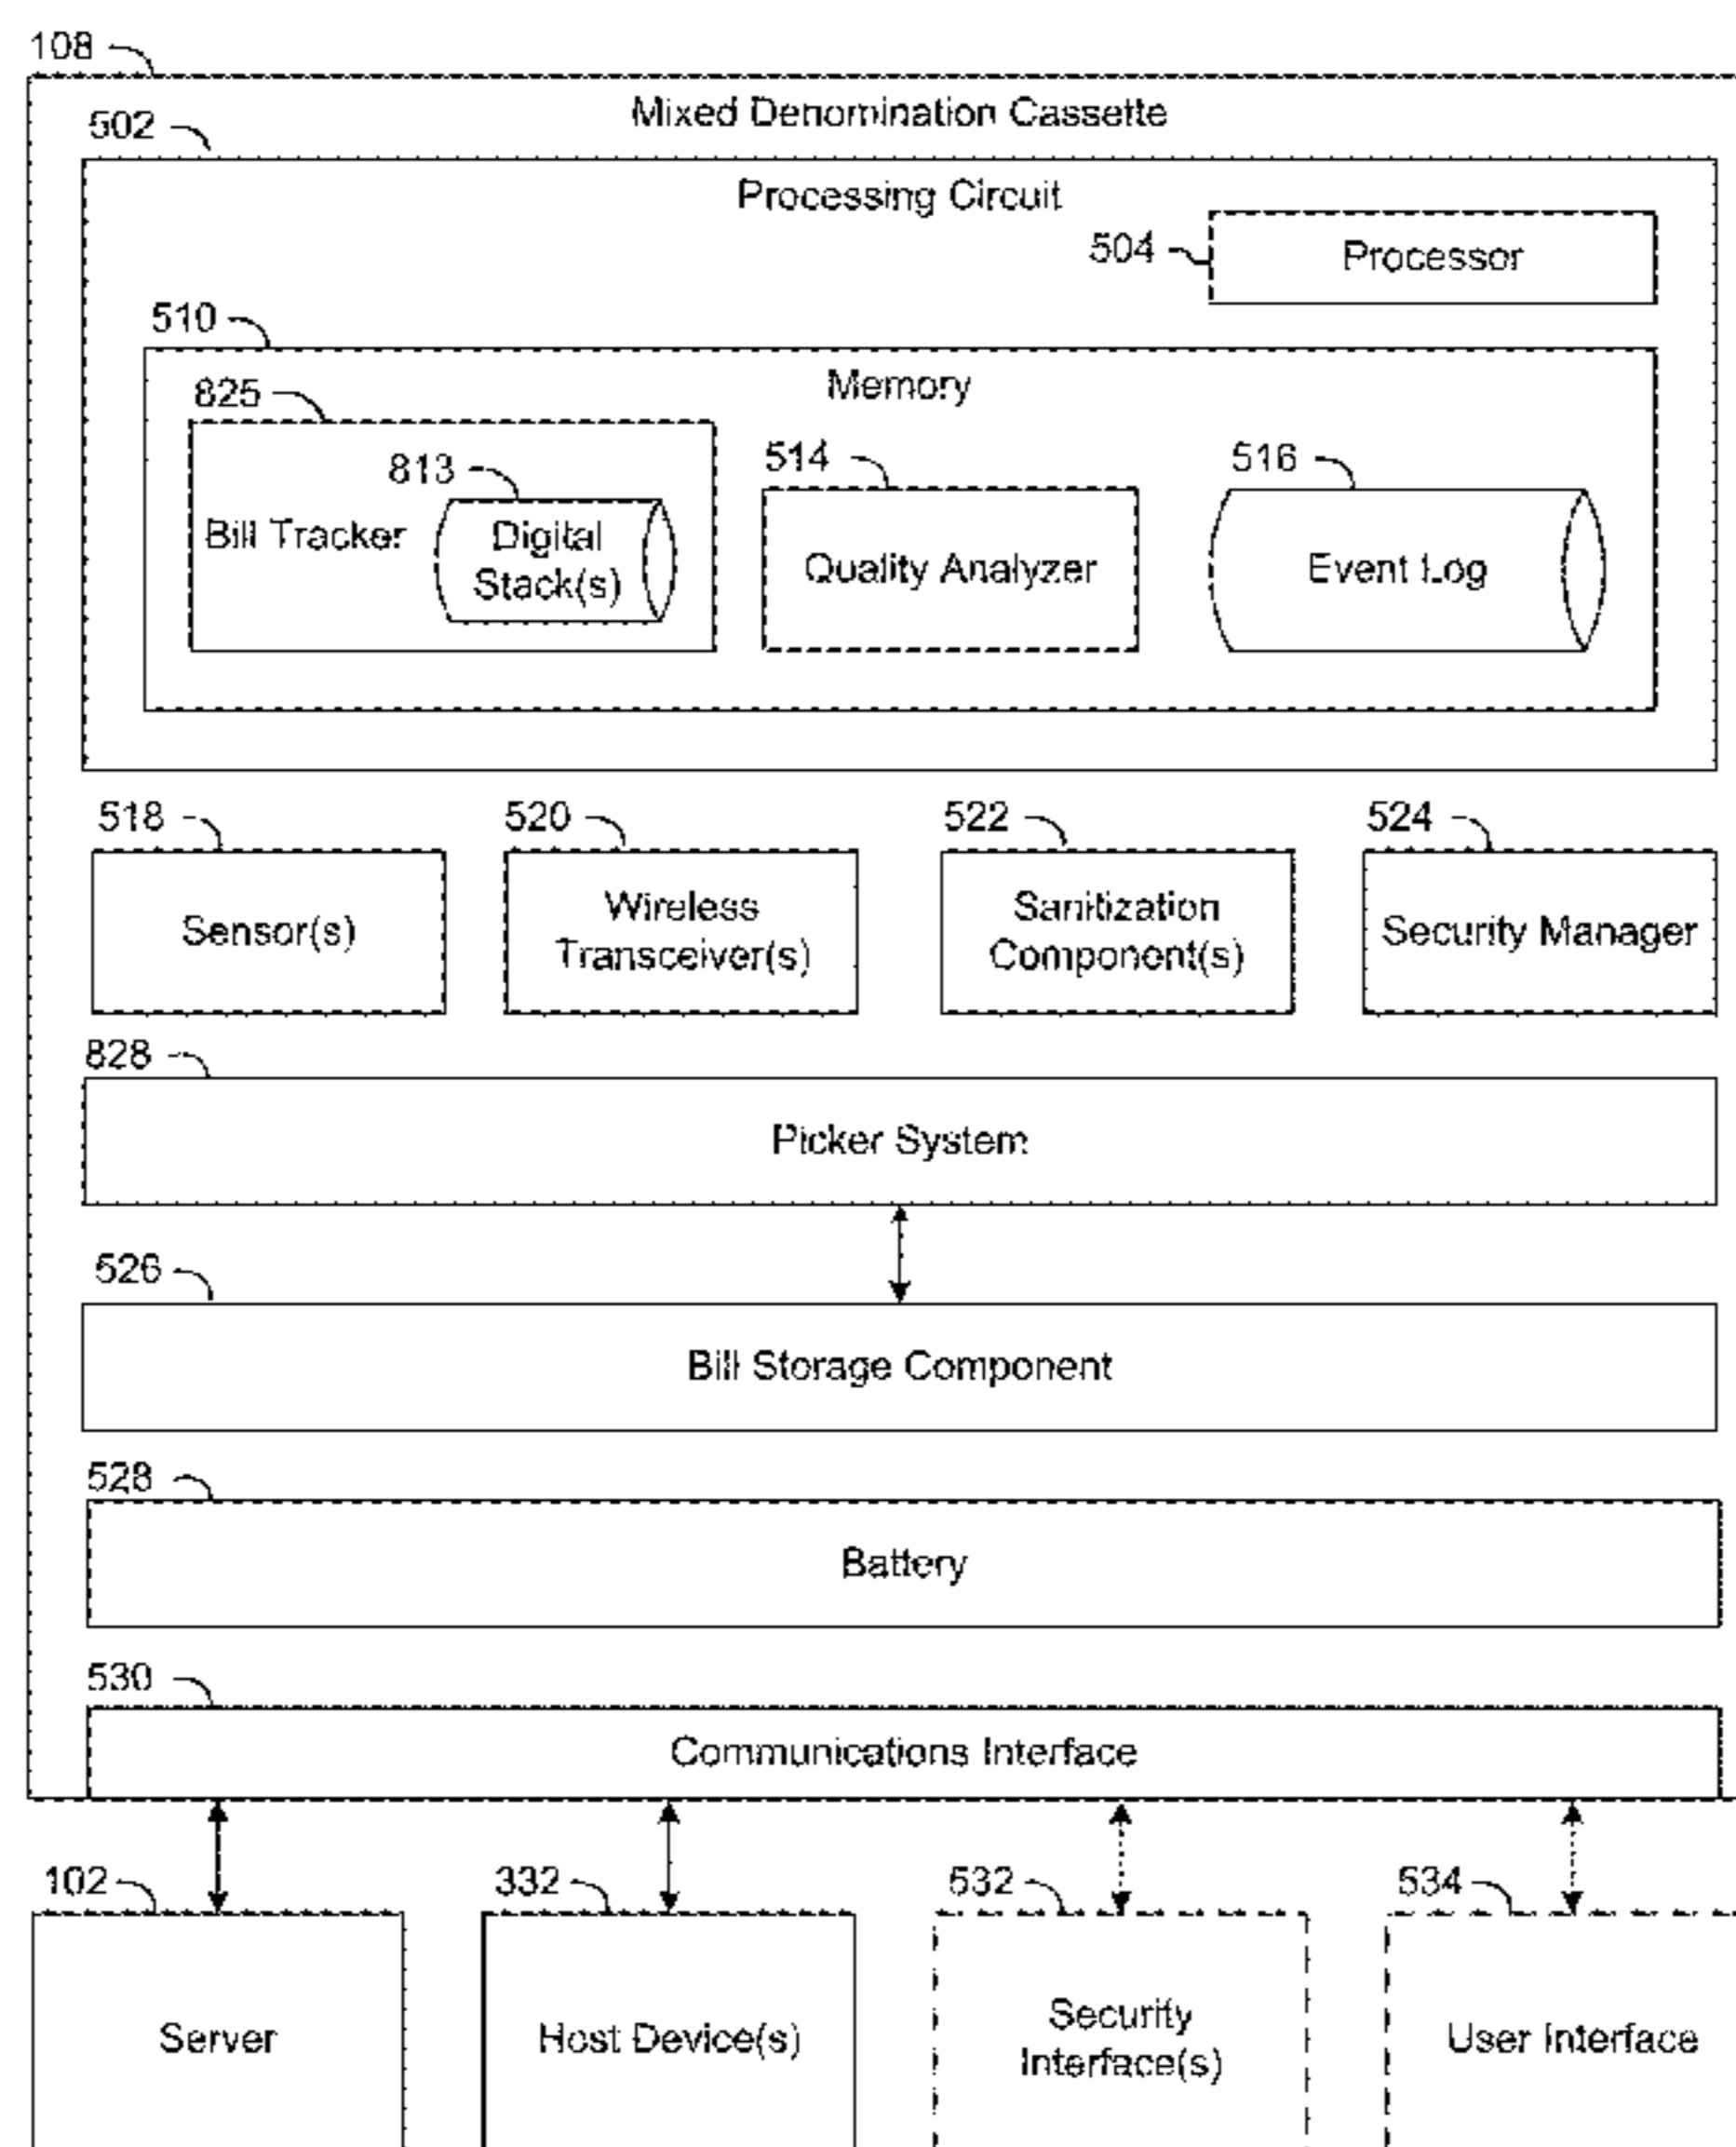 108
Mixed Denomination Cassette
502
Processing Circuit
504
Processor
510
Memory
825
813
514
516
Bill Tracker
Digital
Stack(s)
Quality Analyzer
Event Log
518
520
522
524
Sensor(s)
Wireless
Transceiver(s)
Sanitization
Component(s)
Security Manager
828
Picker System
526
Bill Storage Component
528
Battery
530
Communications Interface
102
332
532
534
Server
Host Device(s)
Security
Interface(s)
User Interface